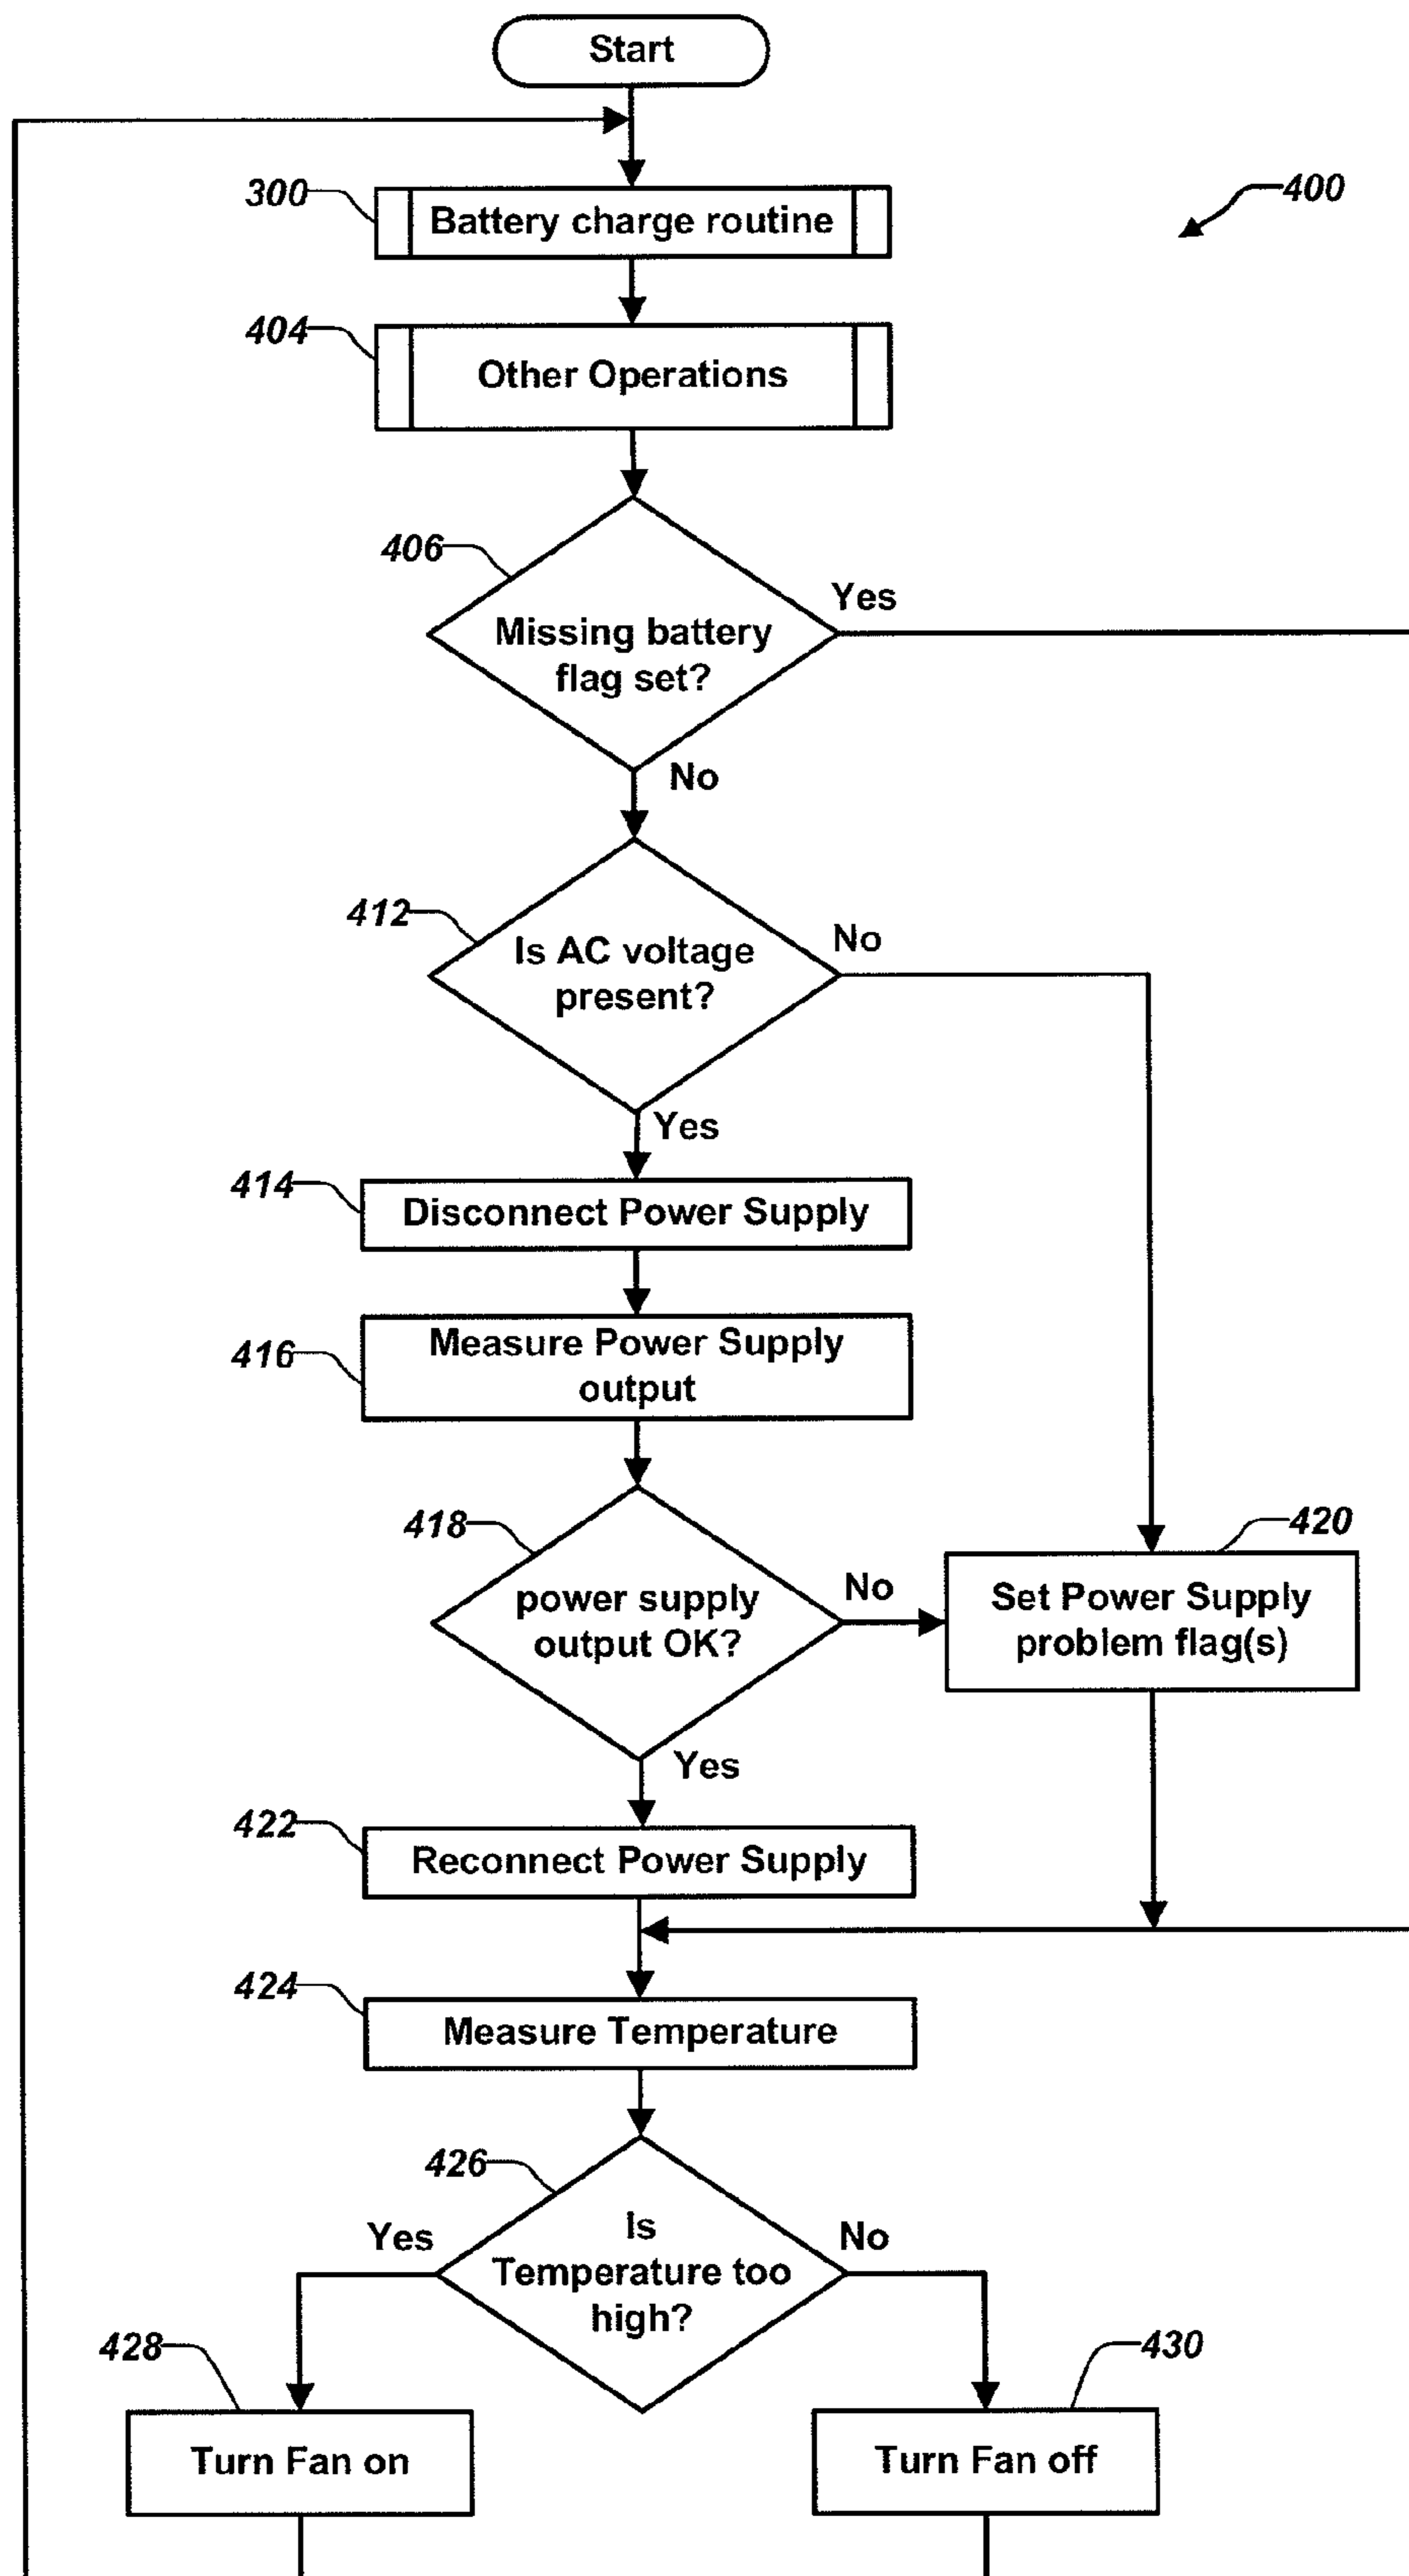 Start
300
Battery charge routine
400
404
Other Operations
406
Yes
Missing battery
flag set?
No
412
No
Is AC voltage
present?
Yes
414
Disconnect Power Supply
416
Measure Power Supply
output
418
420
No
power supply
output OK?
Set Power Supply
problem flag(s)
Yes
422
Reconnect Power Supply
424
Measure Temperature
426
Yes
No
Is
Temperature too
high?
428
430
Turn Fan on
Turn Fan off